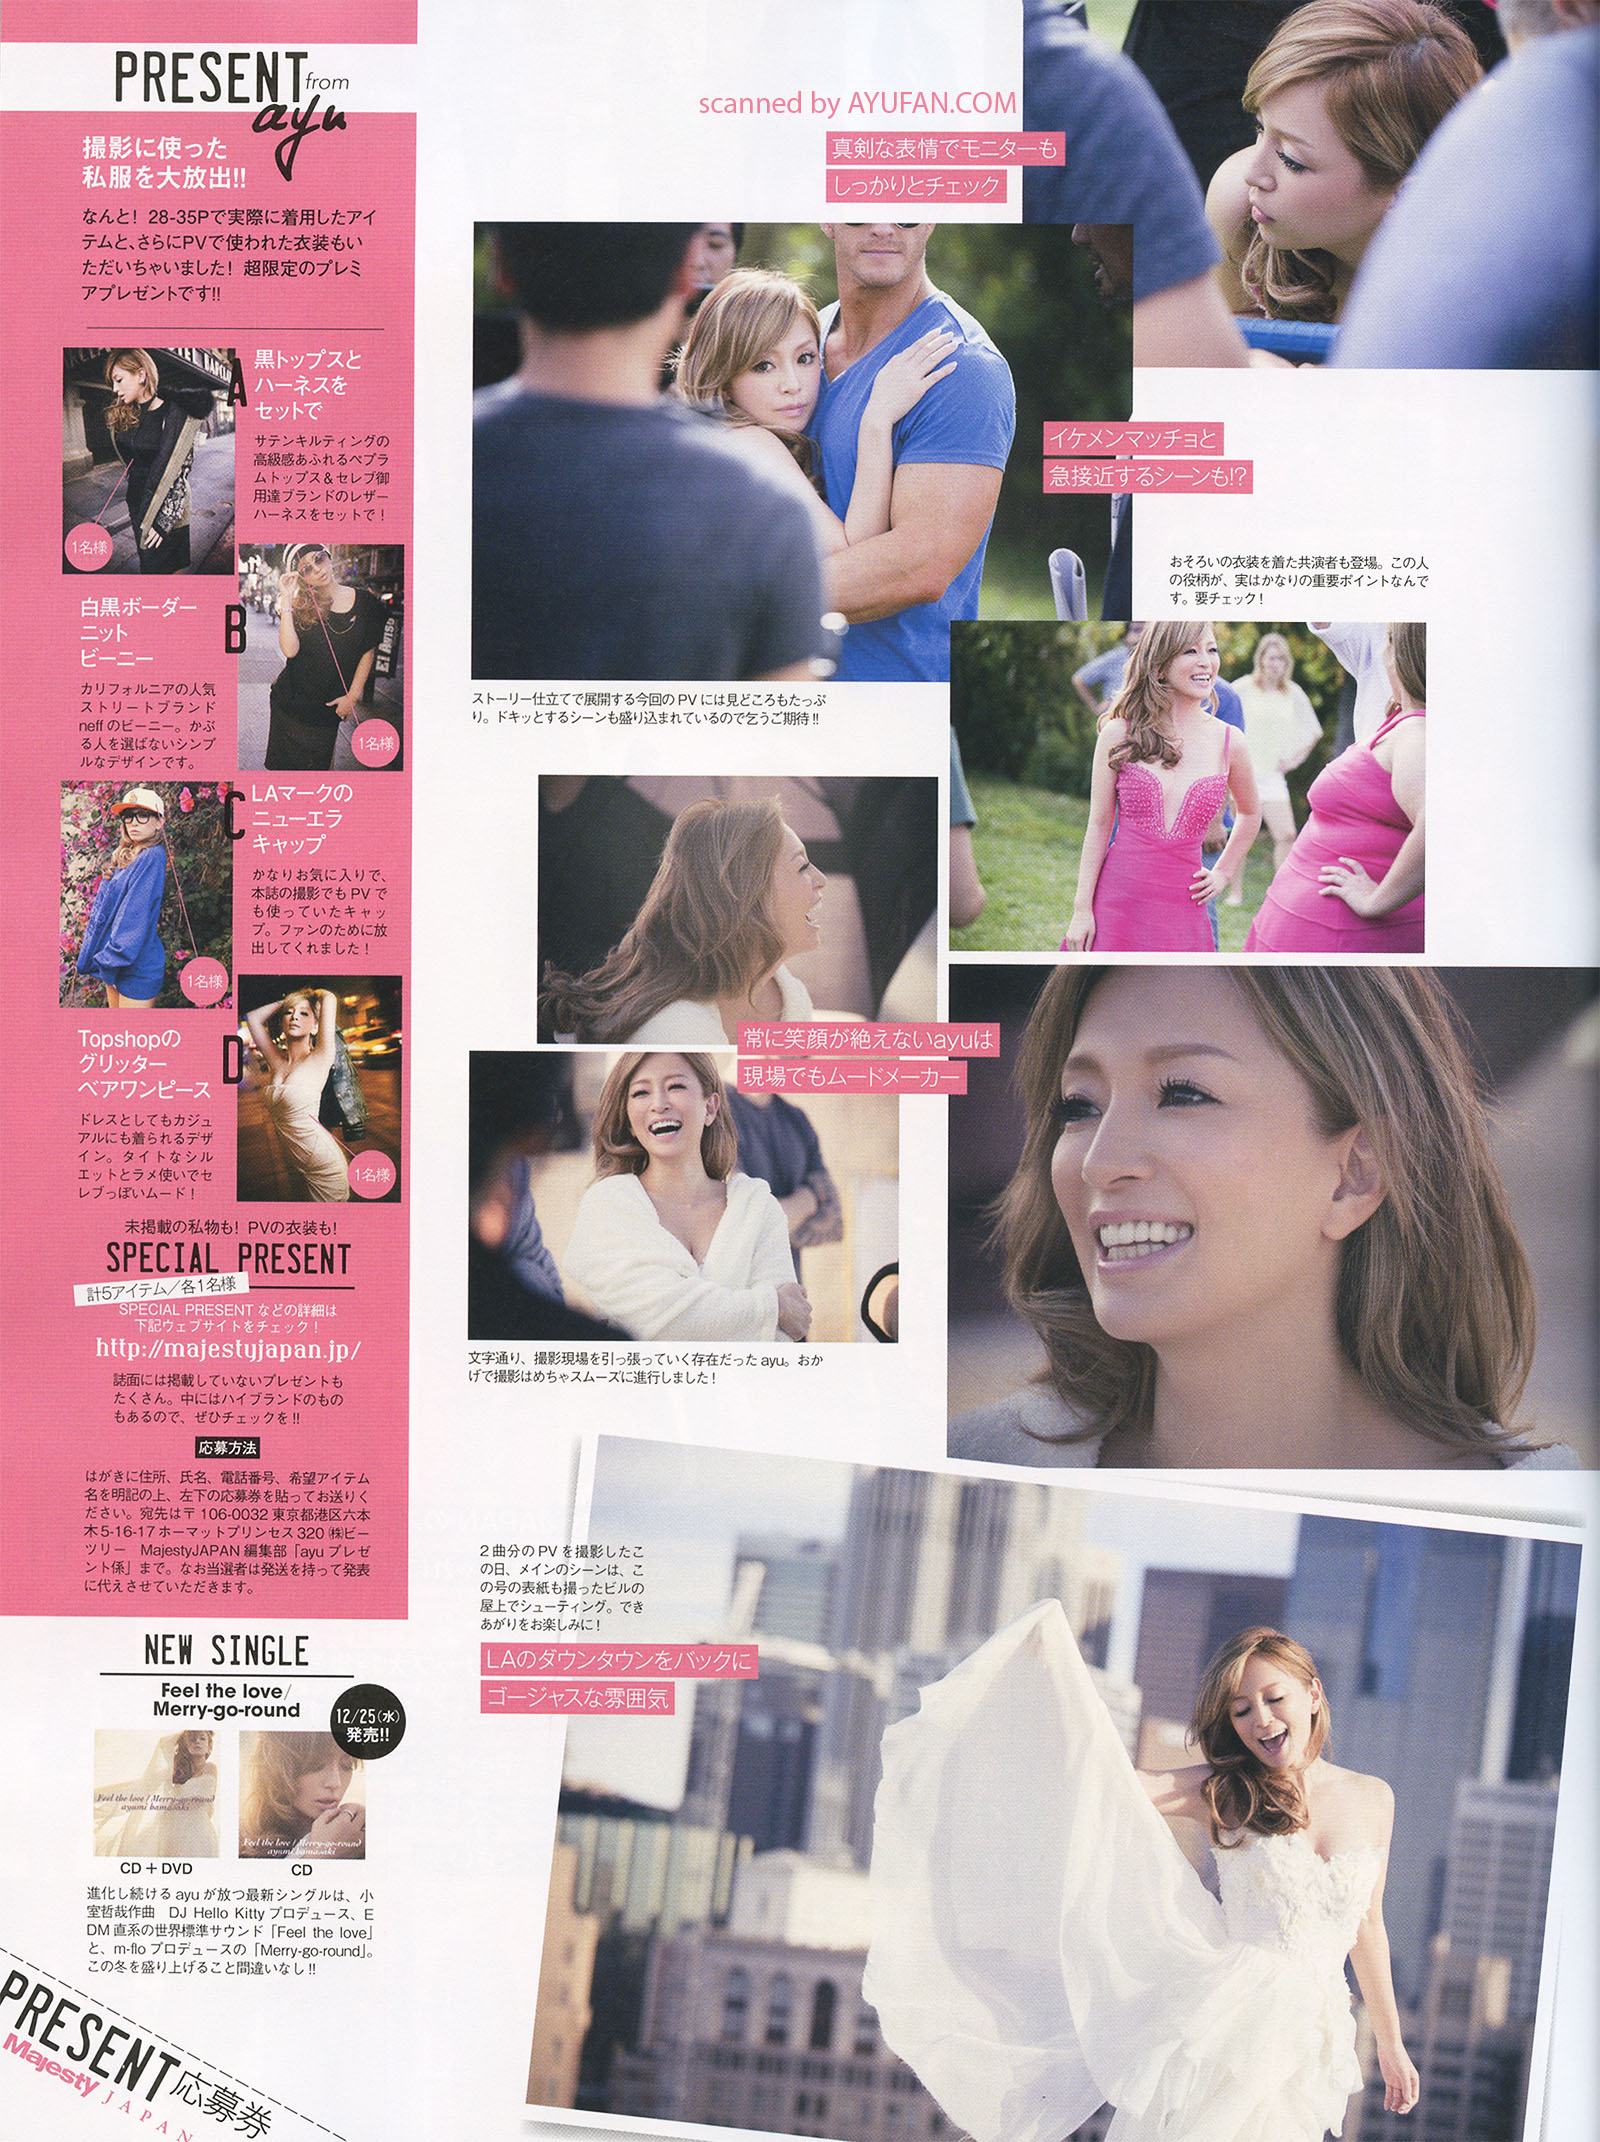 PRESENT from
ayu
撮影に使った
私服を大放出!!
なんと! 28-35Pで実際に着用したアイ
テムと、さらにPVで使われた衣装もい
ただいちゃいました! 超限定のプレミ
アプレゼントです!!
A
黒トップスと
ハーネスを
セットで
サテンキルティングの
高級感あふれるペプラ
ムトップス&セレブ御
用達ブランドのレザー
ハーネスをセットで!
1名様
B
白黒ボーダー
ニット
ビーニー
カリフォルニアの人気
ストリートブランド
neffのビーニー。かぶ
る人を選ばないシンプ
ルなデザインです。
1名様
C
LAマークの
ニューエラ
キャップ
かなりお気に入りで、
本誌の撮影でもPVで
も使っていたキャッ
プ。ファンのために放
出してくれました!
1名様
D
Topshopの
グリッター
ベアワンピース
ドレスとしてもカジュ
アルにも着られるデザ
イン。タイトなシル
エットとラメ使いでセ
レブっぽいムード!
1名様
未掲載の私物も! PVの衣装も!
SPECIAL PRESENT
計5アイテム/各1名様
SPECIAL PRESENTなどの詳細は
下記ウェブサイトをチェック!
http://majestyjapan.jp/
誌面には掲載していないプレゼントも
たくさん。中にはハイブランドのもの
もあるので、ぜひチェックを!!
応募方法
はがきに住所、氏名、電話番号、希望アイテム
名を明記の上、左下の応募券を貼ってお送りく
ださい。宛先は〒106-0032 東京都港区六本
木5-16-17 ホーマットプリンセス320 ㈱ビー
ツリー MajestyJAPAN 編集部「ayu プレゼ
ント係」まで。なお当選者は発送を持って発表
に代えさせていただきます。
NEW SINGLE
Feel the love/
Merry-go-round
12/25(水)
発売!!
Feel the love / Merry-go-round
ayumi hamasaki
Feel the love / Merry-go-round
ayumi hamasaki
CD + DVD
CD
進化し続けるayuが放つ最新シングルは、小
室哲哉作曲 DJ Hello Kittyプロデュース、E
DM直系の世界標準サウンド「Feel the love」
と、m-floプロデュースの「Merry-go-round」。
この冬を盛り上げること間違いなし!!
PRESENT応募券
Majesty JAPAN
scanned by AYUFAN.COM
真剣な表情でモニターも
しっかりとチェック
イケメンマッチョと
急接近するシーンも!?
おそろいの衣装を着た共演者も登場。この人
の役柄が、実はかなりの重要ポイントなんで
す。要チェック!
ストーリー仕立てで展開する今回のPVには見どころもたっぷ
り。ドキッとするシーンも盛り込まれているので乞うご期待!!
常に笑顔が絶えないayuは
現場でもムードメーカー
文字通り、撮影現場を引っ張っていく存在だったayu。おか
げで撮影はめちゃスムーズに進行しました!
2曲分のPVを撮影したこ
の日、メインのシーンは、こ
の号の表紙も撮ったビルの
屋上でシューティング。でき
あがりをお楽しみに!
LAのダウンタウンをバックに
ゴージャスな雰囲気